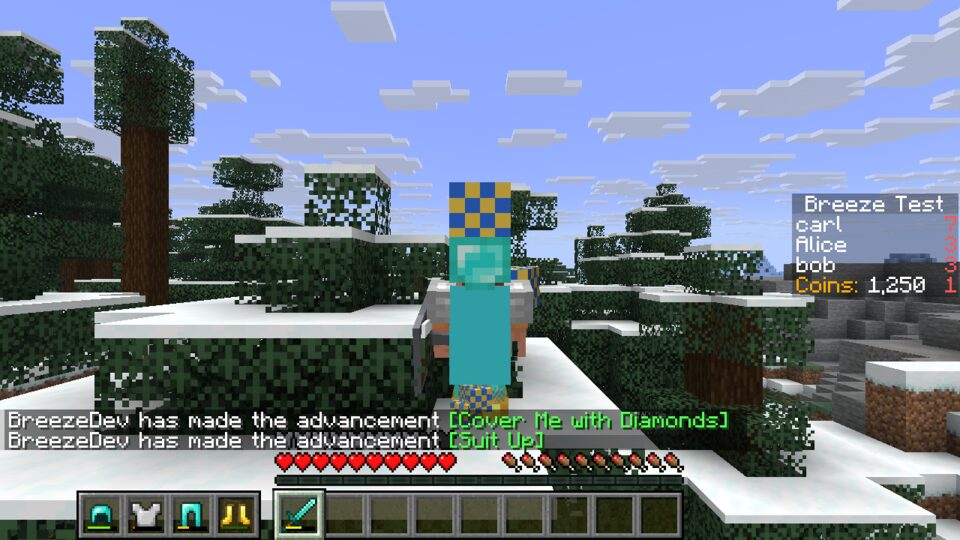 Breeze Test
carl 7
Alice 3
bob 3
Coins: 1,250 1
BreezeDev has made the advancement [Cover Me with Diamonds]
BreezeDev has made the advancement [Suit Up]